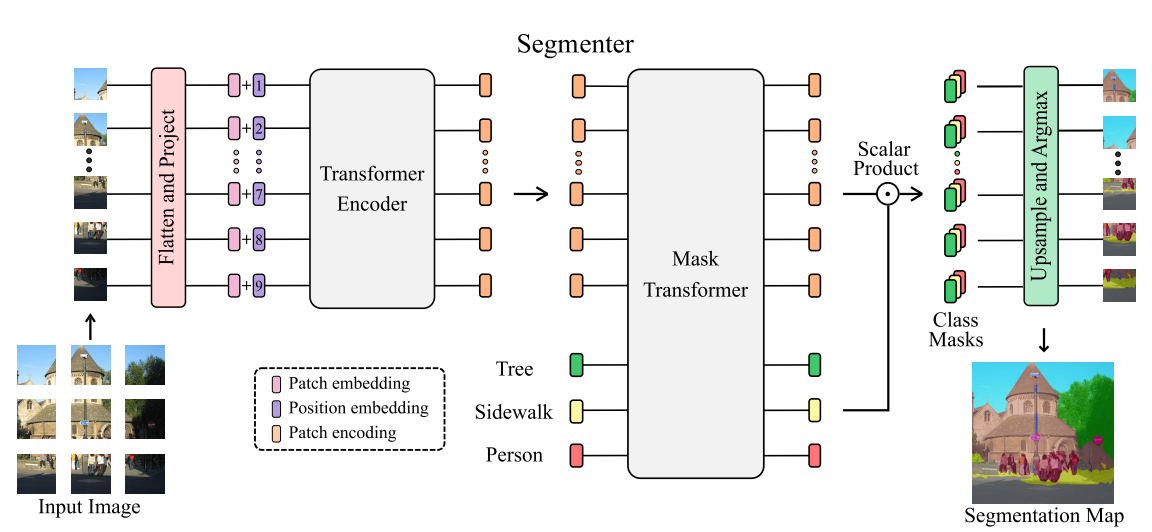 Segmenter
Flatten and Project
+ 1
+ 2
+ 7
+ 8
+ 9
Transformer
Encoder
Mask
Transformer
Scalar
Product
Class
Masks
Upsample and Argmax
Tree
Sidewalk
Person
Patch embedding
Position embedding
Patch encoding
Input Image
Segmentation Map